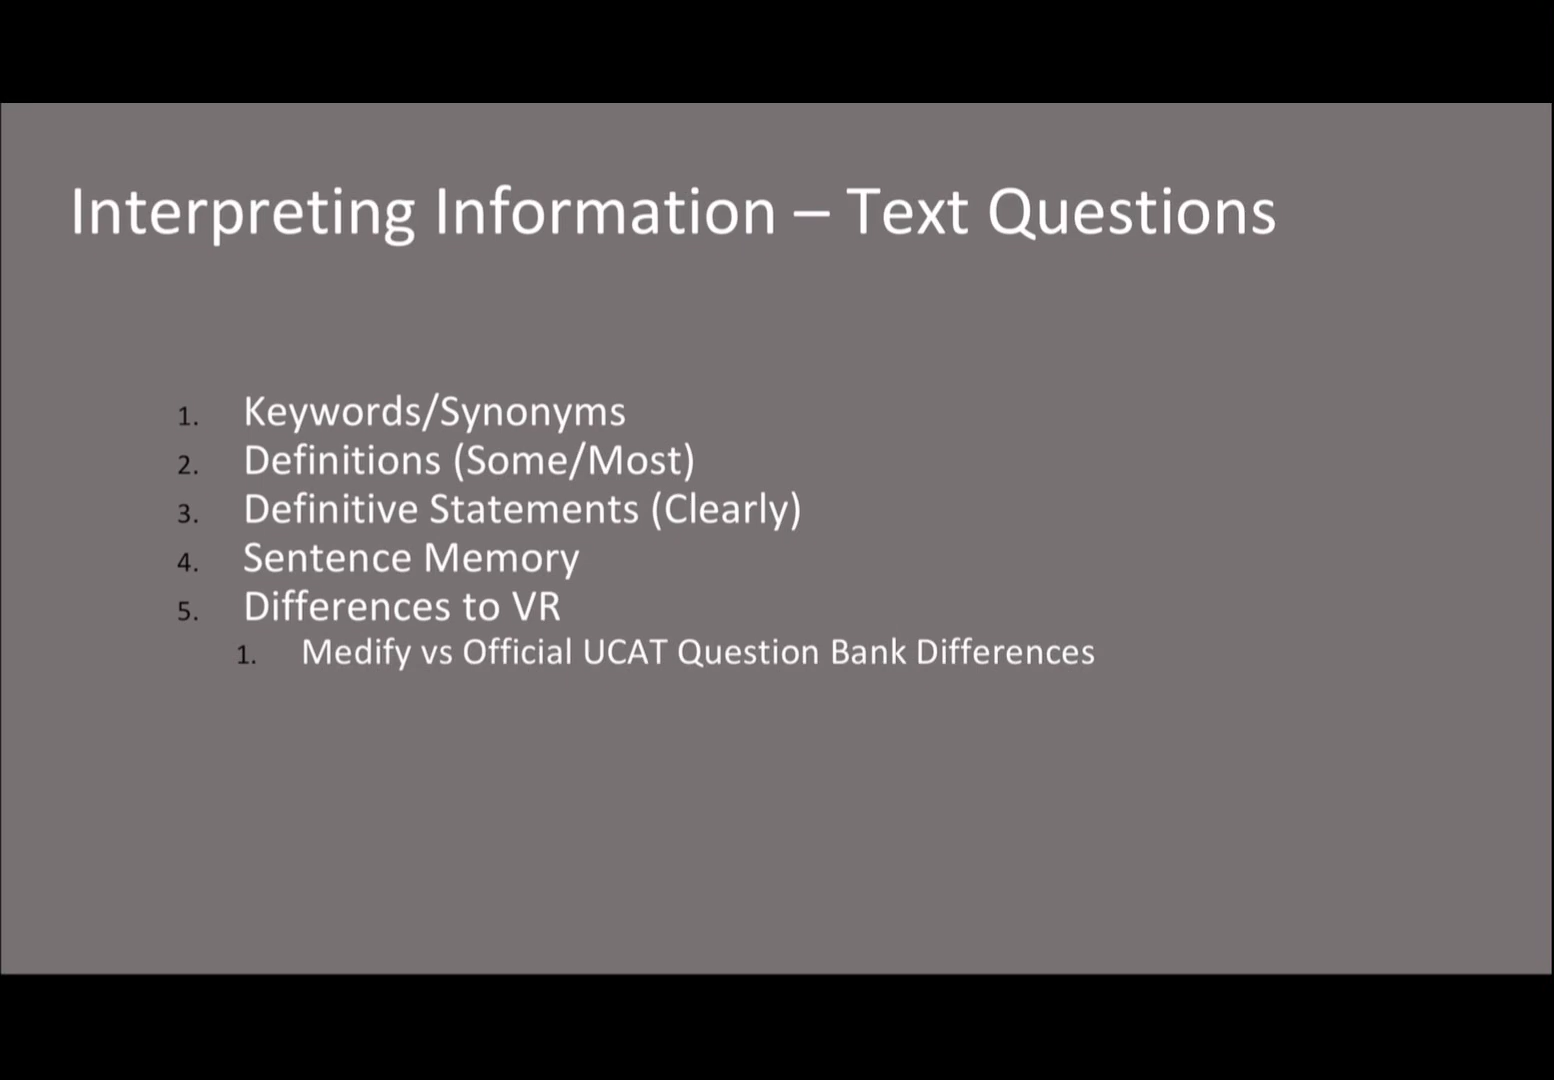 Interpreting Information – Text Questions
1. Keywords/Synonyms
2. Definitions (Some/Most)
3. Definitive Statements (Clearly)
4. Sentence Memory
5. Differences to VR
1. Medify vs Official UCAT Question Bank Differences